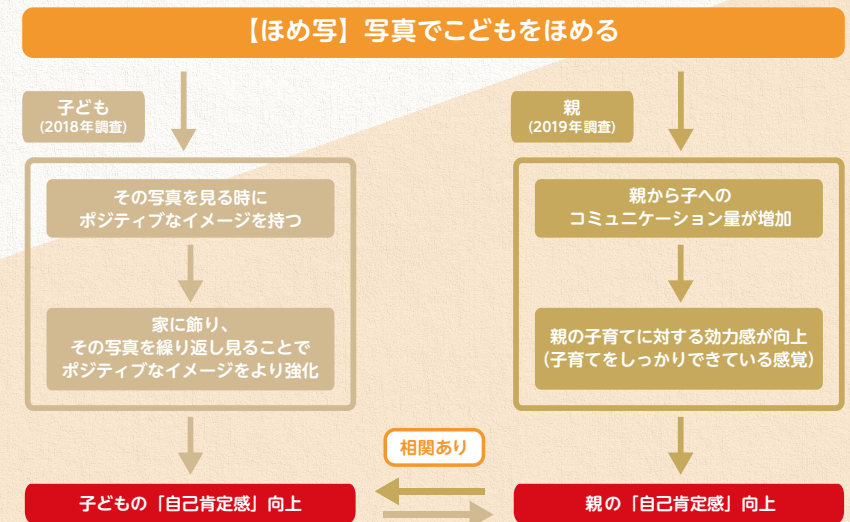 【ほめ写】写真でこどもをほめる
子ども
(2018年調査)
その写真を見る時に
ポジティブなイメージを持つ
家に飾り、
その写真を繰り返し見ることで
ポジティブなイメージをより強化
子どもの「自己肯定感」向上
親
(2019年調査)
親から子への
コミュニケーション量が増加
親の子育てに対する効力感が向上
(子育てをしっかりできている感覚)
親の「自己肯定感」向上
相関あり